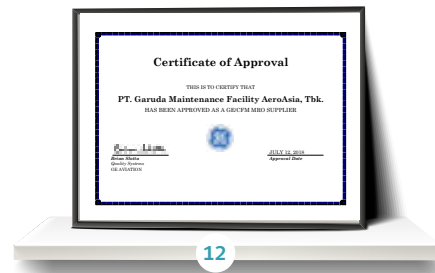 Certificate of Approval
THIS IS TO CERTIFY THAT
PT. Garuda Maintenance Facility AeroAsia, Tbk.
HAS BEEN APPROVED AS A GE/CFM MRO SUPPLIER
JULY 12, 2018
Approval Date
Quality Systems
GE AVIATION
12